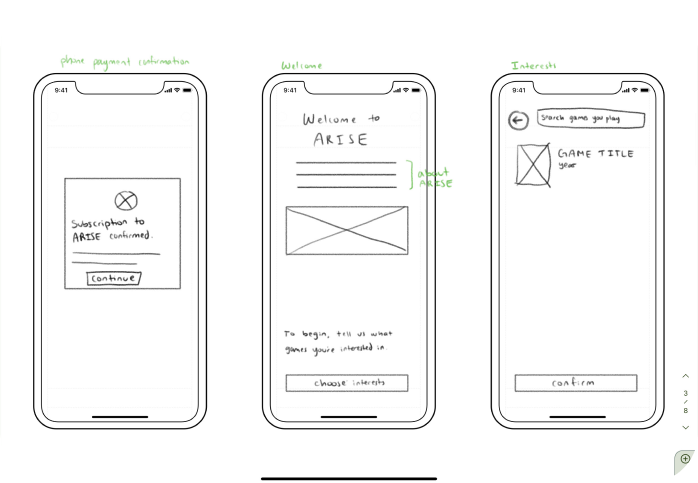 phone payment confirmation
9:41
Subscription to
ARISE confirmed.
Continue
Welcome
9:41
Welcome to
ARISE
about
ARISE
To begin, tell us what
games you're interested in.
choose interests
Interests
9:41
Search games you play
GAME TITLE
year
confirm
3
/
8